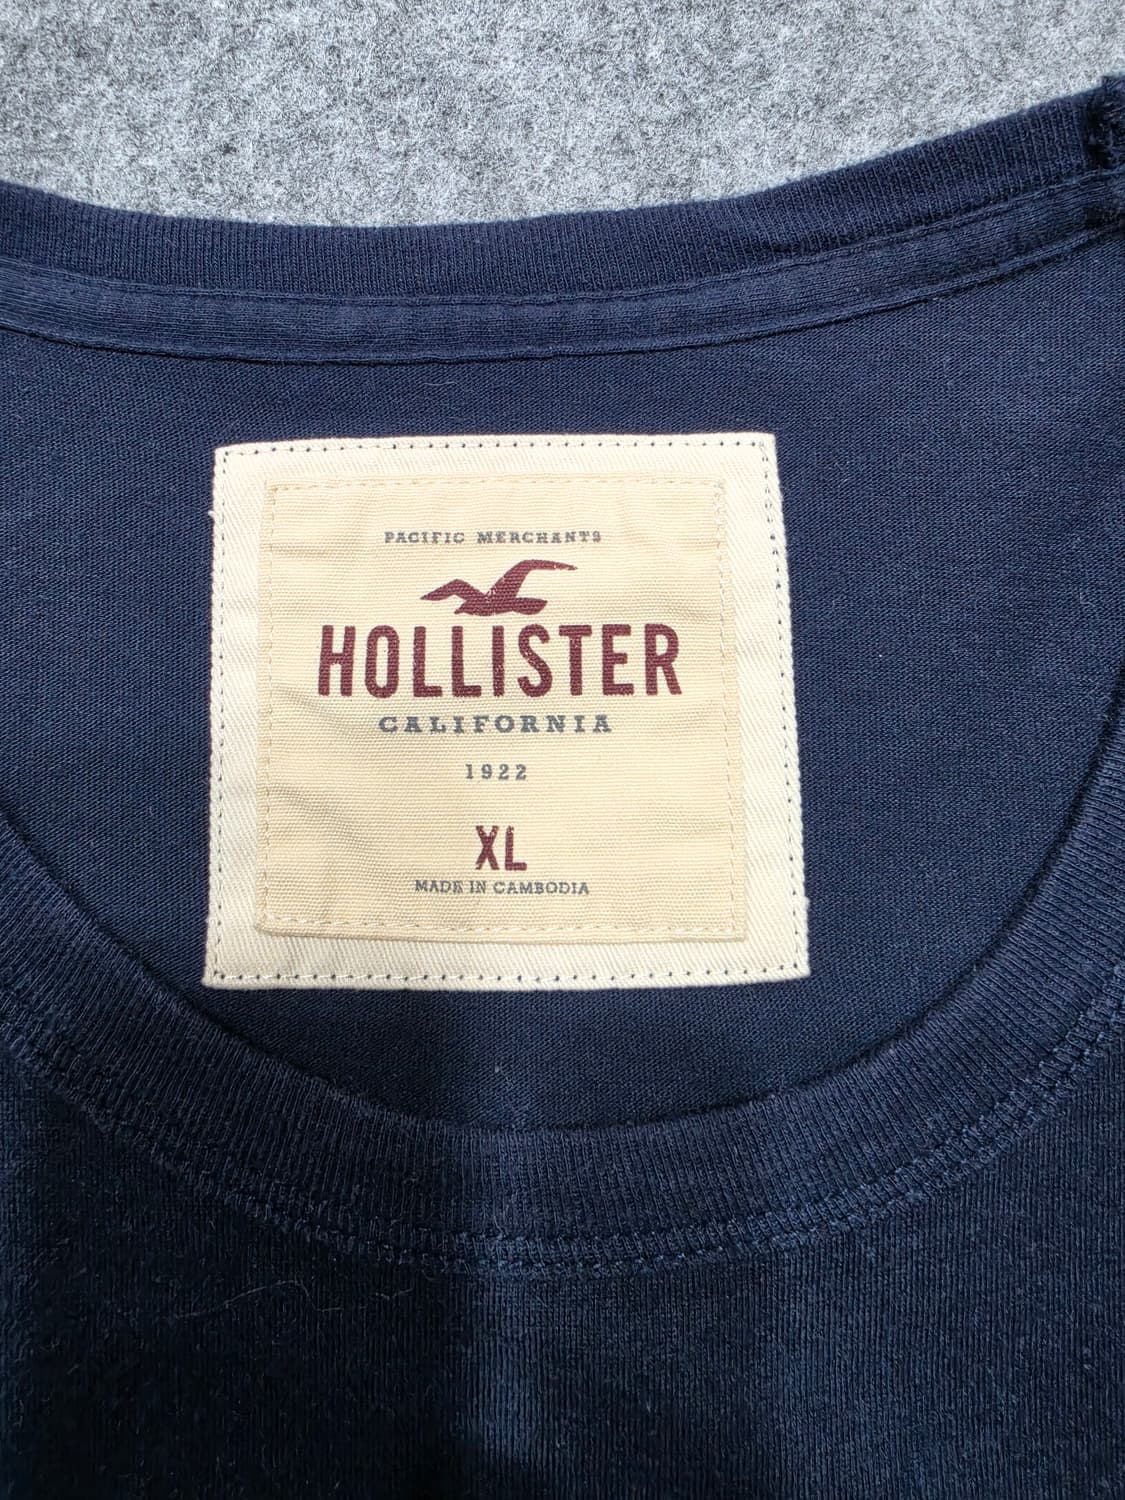 PACIFIC MERCHANTS
HOLLISTER
CALIFORNIA
1922
XL
MADE IN CAMBODIA